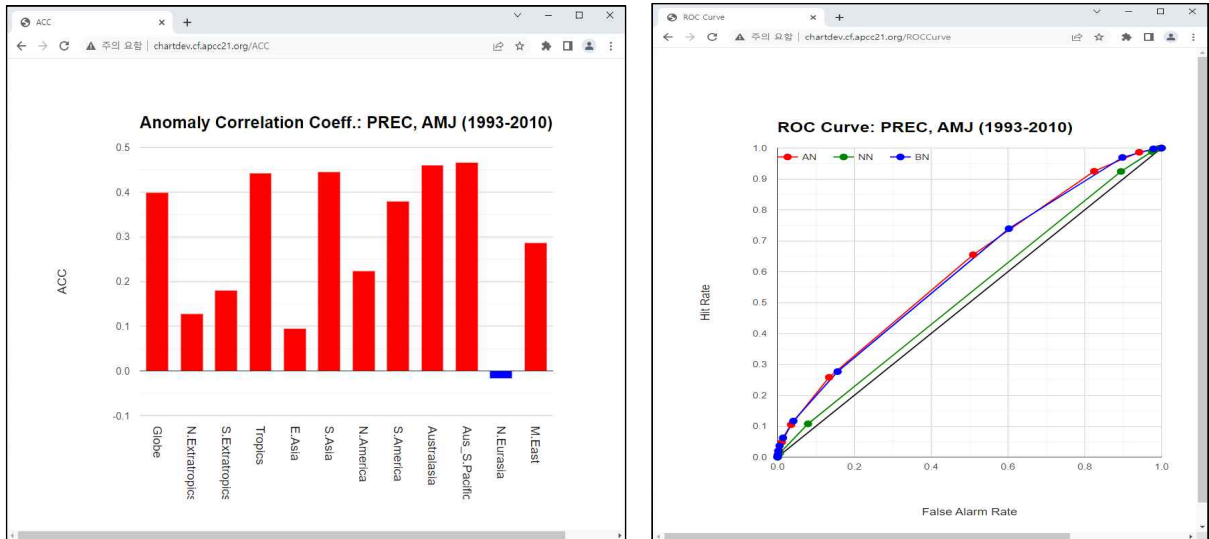 ACC
주의 요함 | chartdev.cf.apcc21.org/ACC
Anomaly Correlation Coeff.: PREC, AMJ (1993-2010)
0.5
0.4
0.3
0.2
0.1
0.0
-0.1
ACC
Globe
N.Extratropics
S.Extratropics
Tropics
E.Asia
S.Asia
N.America
S.America
Australasia
Aus_S.Pacific
N.Eurasia
M.East
ROC Curve
주의 요함 | chartdev.cf.apcc21.org/ROCCurve
ROC Curve: PREC, AMJ (1993-2010)
AN NN BN
1.0
0.9
0.8
0.7
0.6
0.5
0.4
0.3
0.2
0.1
0.0
Hit Rate
0.0 0.2 0.4 0.6 0.8 1.0
False Alarm Rate